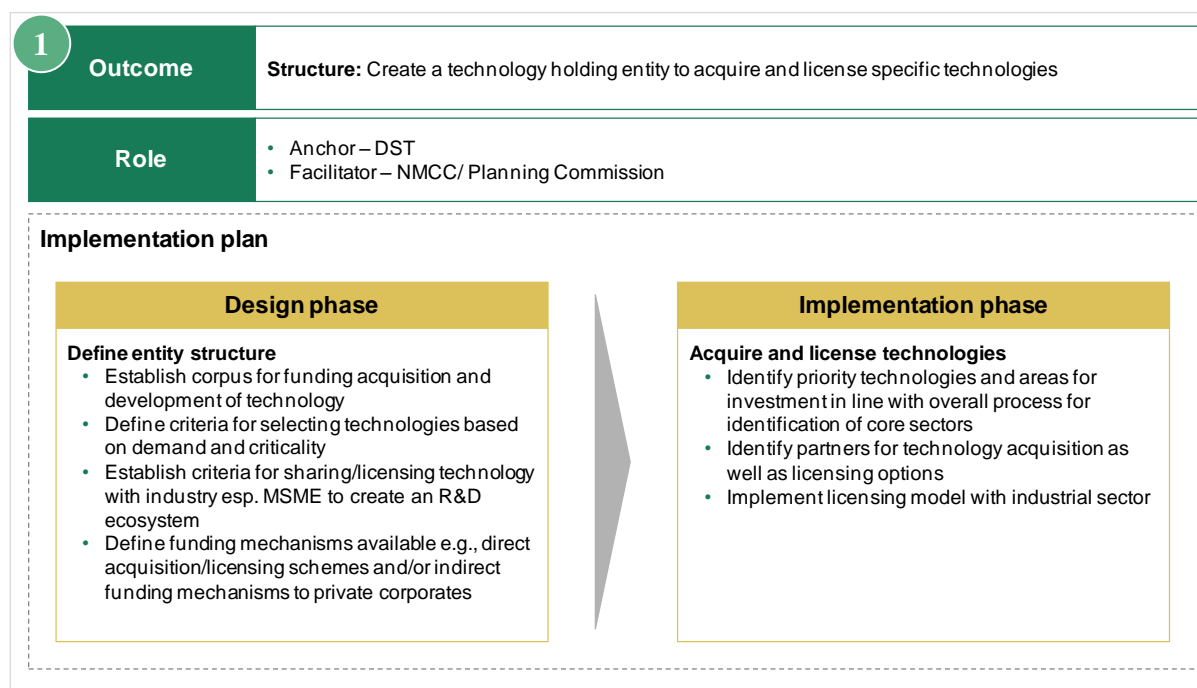 1
Outcome
Structure: Create a technology holding entity to acquire and license specific technologies
Role
• Anchor – DST
• Facilitator – NMCC/ Planning Commission
Implementation plan
Design phase
Define entity structure
• Establish corpus for funding acquisition and
development of technology
• Define criteria for selecting technologies based
on demand and criticality
• Establish criteria for sharing/licensing technology
with industry esp. MSME to create an R&D
ecosystem
• Define funding mechanisms available e.g., direct
acquisition/licensing schemes and/or indirect
funding mechanisms to private corporates
Implementation phase
Acquire and license technologies
• Identify priority technologies and areas for
investment in line with overall process for
identification of core sectors
• Identify partners for technology acquisition as
well as licensing options
• Implement licensing model with industrial sector